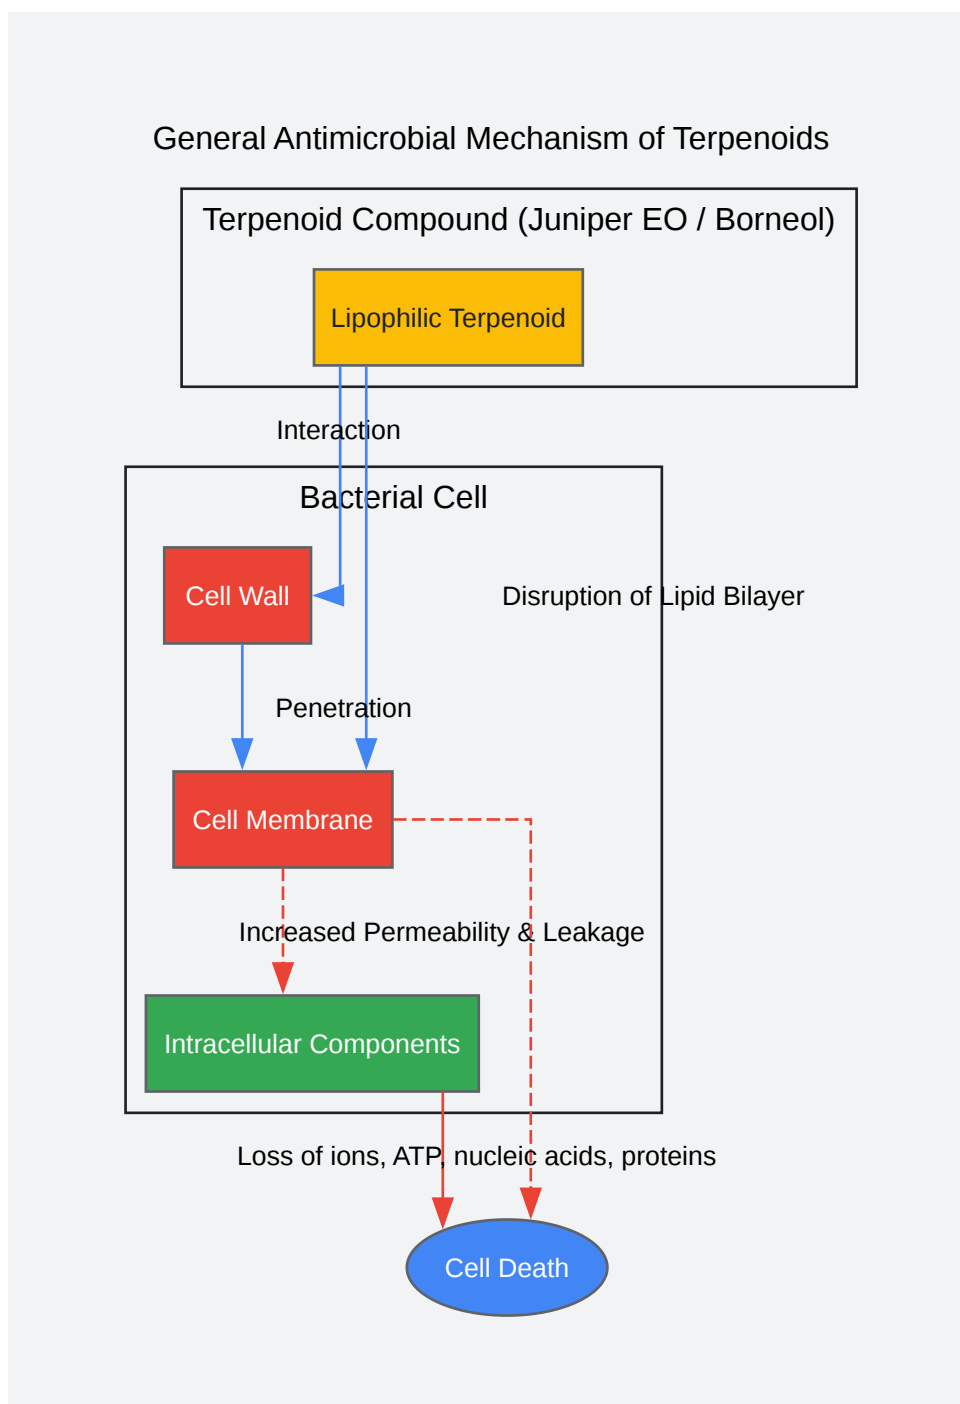 General Antimicrobial Mechanism of Terpenoids
Terpenoid Compound (Juniper EO / Borneol)
Lipophilic Terpenoid
Interaction
Bacterial Cell
Cell Wall
Disruption of Lipid Bilayer
Penetration
Cell Membrane
Increased Permeability & Leakage
Intracellular Components
Loss of ions, ATP, nucleic acids, proteins
Cell Death